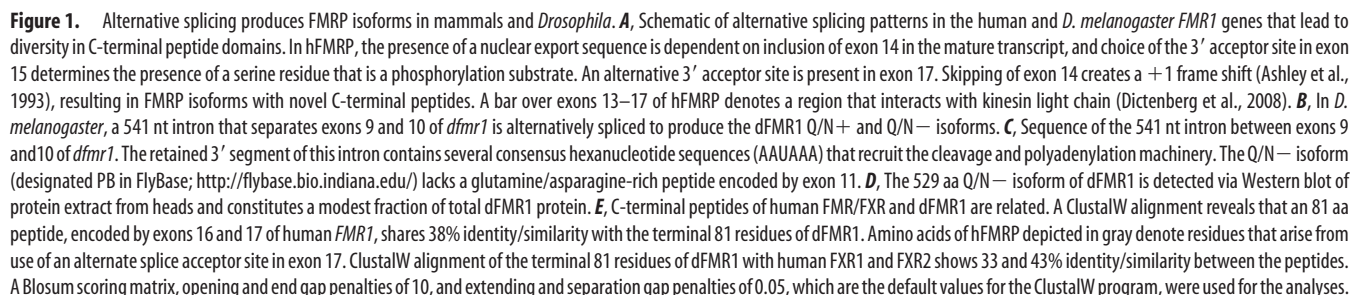 Figure 1. Alternative splicing produces FMRP isoforms in mammals and Drosophila. A, Schematic of alternative splicing patterns in the human and D. melanogaster FMR1 genes that lead to
diversity in C-terminal peptide domains. In hFMRP, the presence of a nuclear export sequence is dependent on inclusion of exon 14 in the mature transcript, and choice of the 3′ acceptor site in exon
15 determines the presence of a serine residue that is a phosphorylation substrate. An alternative 3′ acceptor site is present in exon 17. Skipping of exon 14 creates a +1 frame shift (Ashley et al.,
1993), resulting in FMRP isoforms with novel C-terminal peptides. A bar over exons 13–17 of hFMRP denotes a region that interacts with kinesin light chain (Dictenberg et al., 2008). B, In D.
melanogaster, a 541 nt intron that separates exons 9 and 10 of dfmr1 is alternatively spliced to produce the dFMR1 Q/N+ and Q/N− isoforms. C, Sequence of the 541 nt intron between exons 9
and10 of dfmr1. The retained 3′ segment of this intron contains several consensus hexanucleotide sequences (AAUAAA) that recruit the cleavage and polyadenylation machinery. The Q/N− isoform
(designated PB in FlyBase; http://flybase.bio.indiana.edu/) lacks a glutamine/asparagine-rich peptide encoded by exon 11. D, The 529 aa Q/N− isoform of dFMR1 is detected via Western blot of
protein extract from heads and constitutes a modest fraction of total dFMR1 protein. E, C-terminal peptides of human FMR/FXR and dFMR1 are related. A ClustalW alignment reveals that an 81 aa
peptide, encoded by exons 16 and 17 of human FMR1, shares 38% identity/similarity with the terminal 81 residues of dFMR1. Amino acids of hFMRP depicted in gray denote residues that arise from
use of an alternate splice acceptor site in exon 17. ClustalW alignment of the terminal 81 residues of dFMR1 with human FXR1 and FXR2 shows 33 and 43% identity/similarity between the peptides.
A Blosum scoring matrix, opening and end gap penalties of 10, and extending and separation gap penalties of 0.05, which are the default values for the ClustalW program, were used for the analyses.